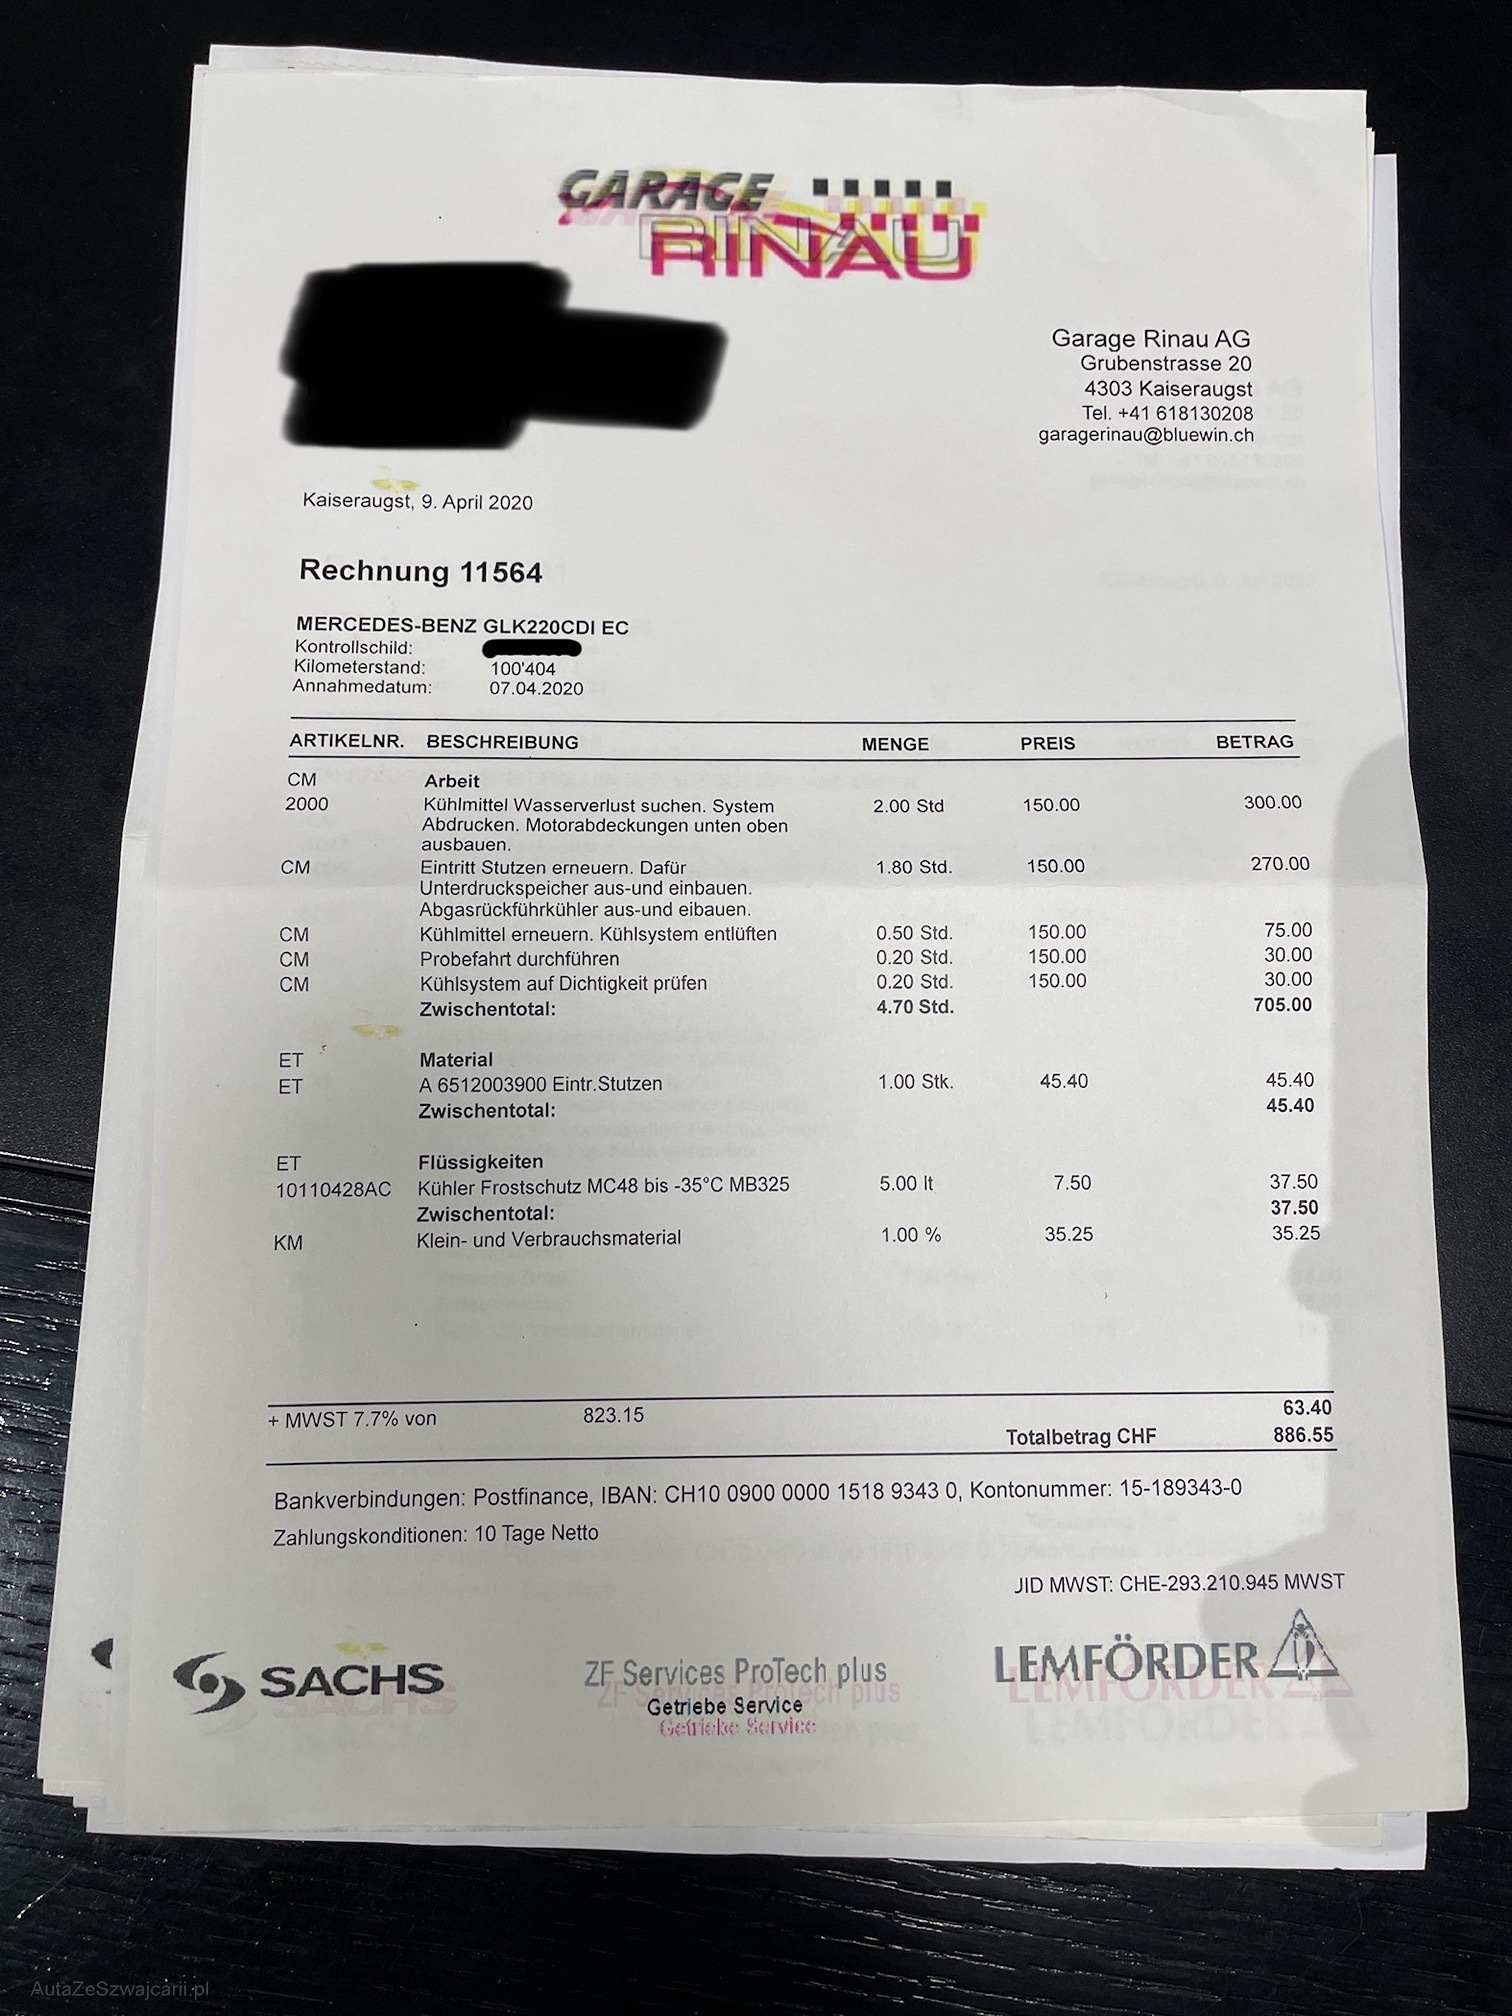 GARAGE
RINAU
Garage Rinau AG
Grubenstrasse 20
4303 Kaiseraugst
Tel. +41 618130208
garagerinau@bluewin.ch
Kaiseraugst, 9. April 2020
Rechnung 11564
MERCEDES-BENZ GLK220CDI EC
Kontrollschild:
Kilometerstand: 100'404
Annahmedatum: 07.04.2020
ARTIKELNR. BESCHREIBUNG MENGE PREIS BETRAG
CM Arbeit
2000 Kühlmittel Wasserverlust suchen. System 2.00 Std 150.00 300.00
Abdrucken. Motorabdeckungen unten oben
ausbauen.
CM Eintritt Stutzen erneuern. Dafür 1.80 Std. 150.00 270.00
Unterdruckspeicher aus-und einbauen.
Abgasrückführkühler aus-und eibauen.
CM Kühlmittel erneuern. Kühlsystem entlüften 0.50 Std. 150.00 75.00
CM Probefahrt durchführen 0.20 Std. 150.00 30.00
CM Kühlsystem auf Dichtigkeit prüfen 0.20 Std. 150.00 30.00
Zwischentotal: 4.70 Std. 705.00
ET Material
ET A 6512003900 Eintr.Stutzen 1.00 Stk. 45.40 45.40
Zwischentotal: 45.40
ET Flüssigkeiten
10110428AC Kühler Frostschutz MC48 bis -35°C MB325 5.00 lt 7.50 37.50
Zwischentotal: 37.50
KM Klein- und Verbrauchsmaterial 1.00 % 35.25 35.25
+ MWST 7.7% von 823.15 63.40
Totalbetrag CHF 886.55
Bankverbindungen: Postfinance, IBAN: CH10 0900 0000 1518 9343 0, Kontonummer: 15-189343-0
Zahlungskonditionen: 10 Tage Netto
JID MWST: CHE-293.210.945 MWST
SACHS
ZF Services ProTech plus
Getriebe Service
LEMFÖRDER
AutaZeSzwajcarii.pl